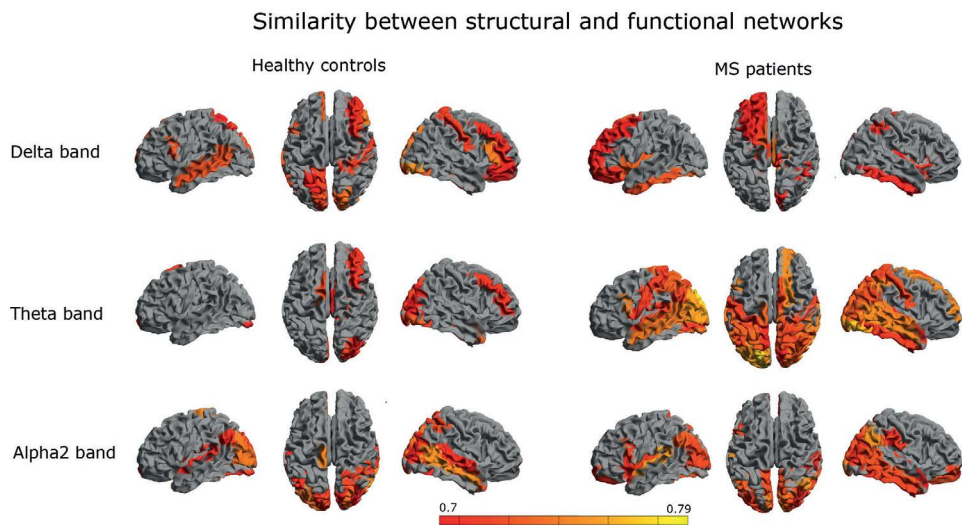 Similarity between structural and functional networks
Healthy controls
MS patients
Delta band
Theta band
Alpha2 band
0.7
0.79